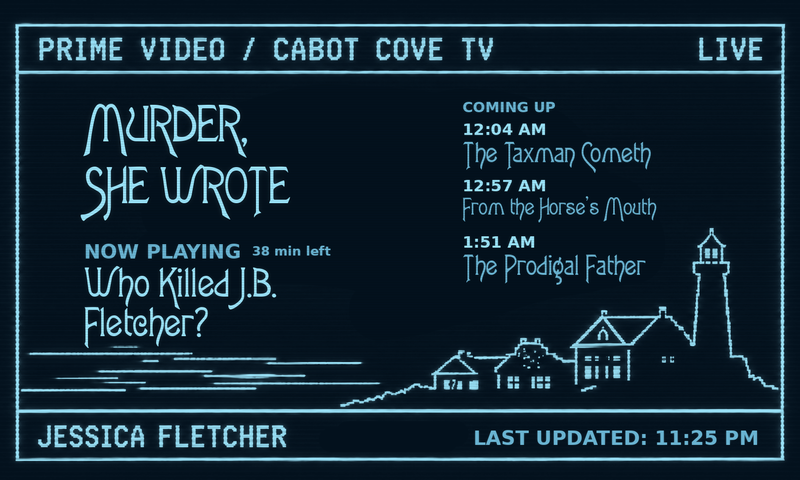 PRIME VIDEO / CABOT COVE TV
LIVE
MURDER,
SHE WROTE
NOW PLAYING 38 min left
Who Killed J.B.
Fletcher?
COMING UP
12:04 AM
The Taxman Cometh
12:57 AM
From the Horse's Mouth
1:51 AM
The Prodigal Father
JESSICA FLETCHER
LAST UPDATED: 11:25 PM